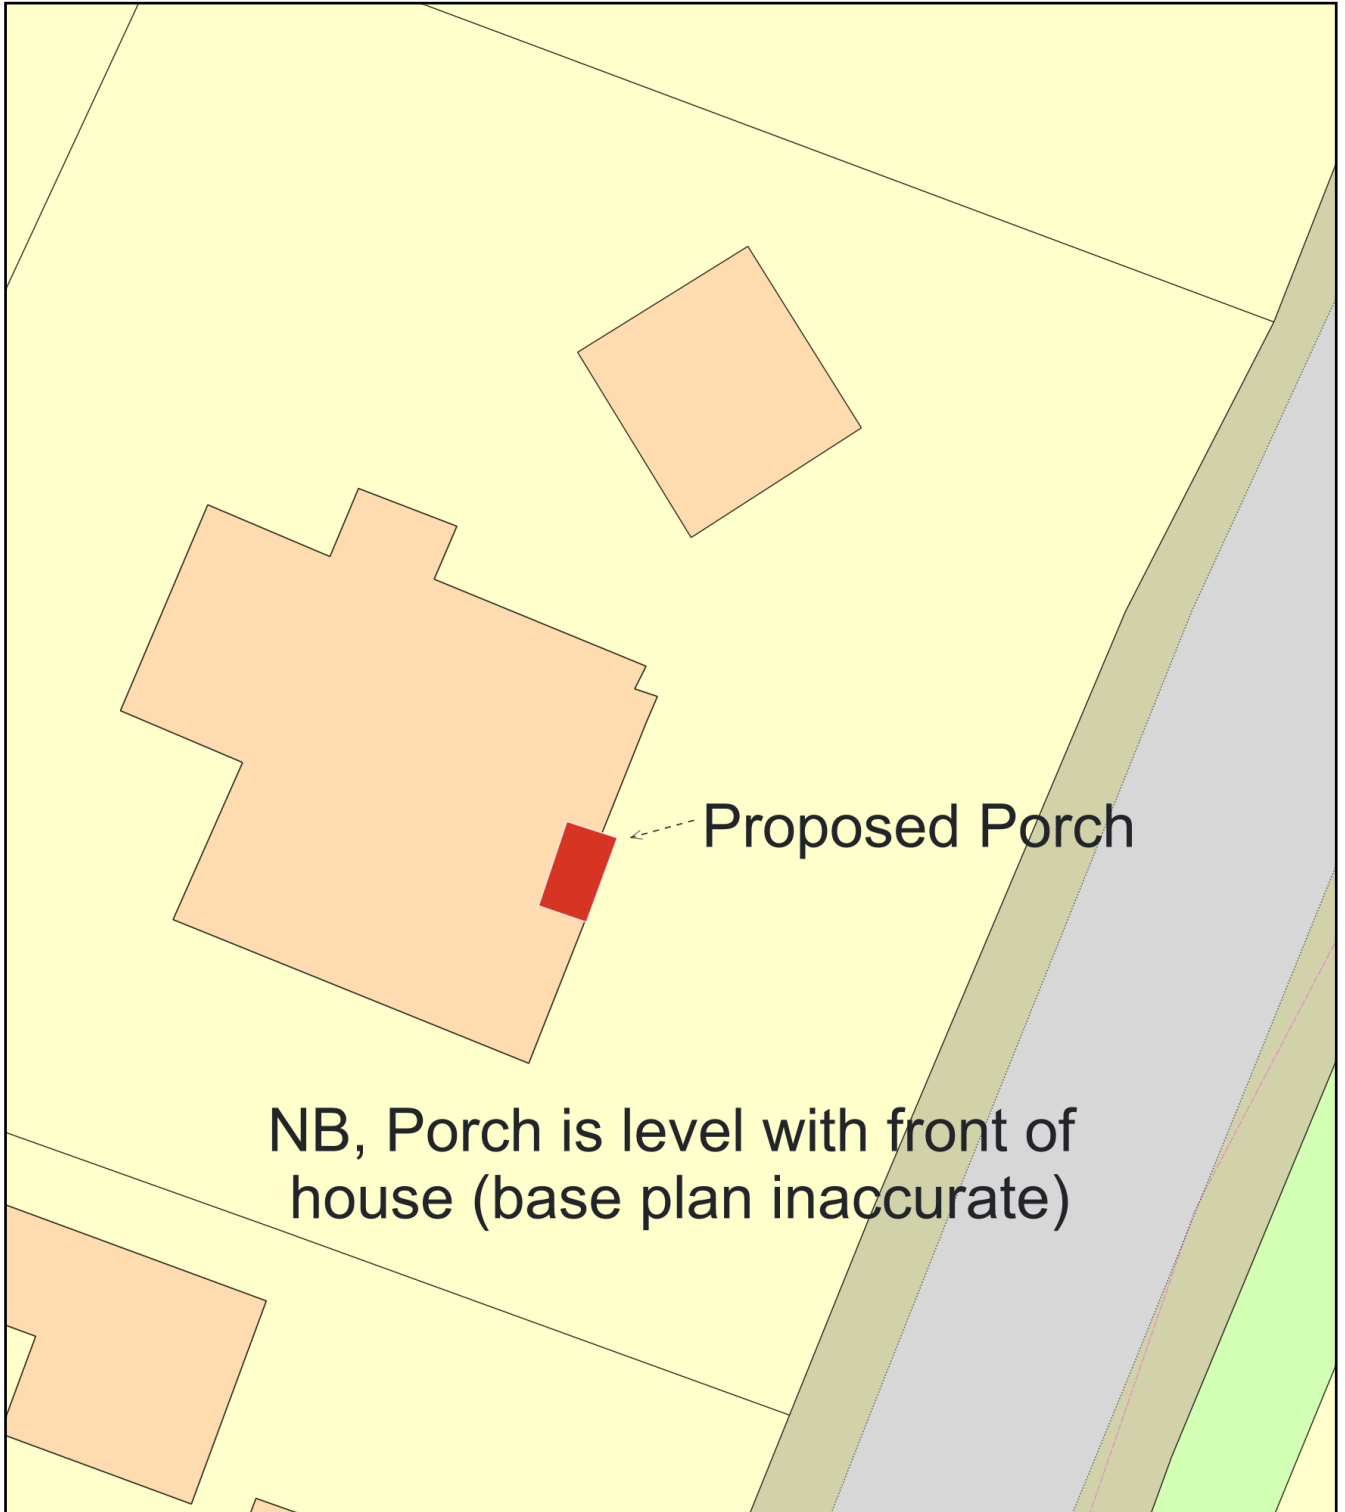 Proposed Porch
NB, Porch is level with front of
house (base plan inaccurate)